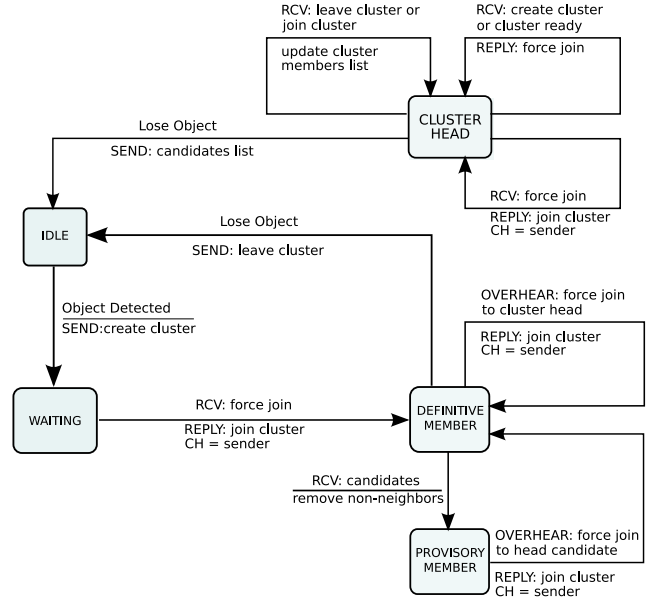 RCV: leave cluster or
join cluster
update cluster
members list
RCV: create cluster
or cluster ready
REPLY: force join
CLUSTER
HEAD
Lose Object
SEND: candidates list
RCV: force join
REPLY: join cluster
CH = sender
IDLE
Lose Object
SEND: leave cluster
Object Detected
SEND:create cluster
OVERHEAR: force join
to cluster head
REPLY: join cluster
CH = sender
WAITING
RCV: force join
REPLY: join cluster
CH = sender
DEFINITIVE
MEMBER
RCV: candidates
remove non-neighbors
PROVISORY
MEMBER
OVERHEAR: force join
to head candidate
REPLY: join cluster
CH = sender